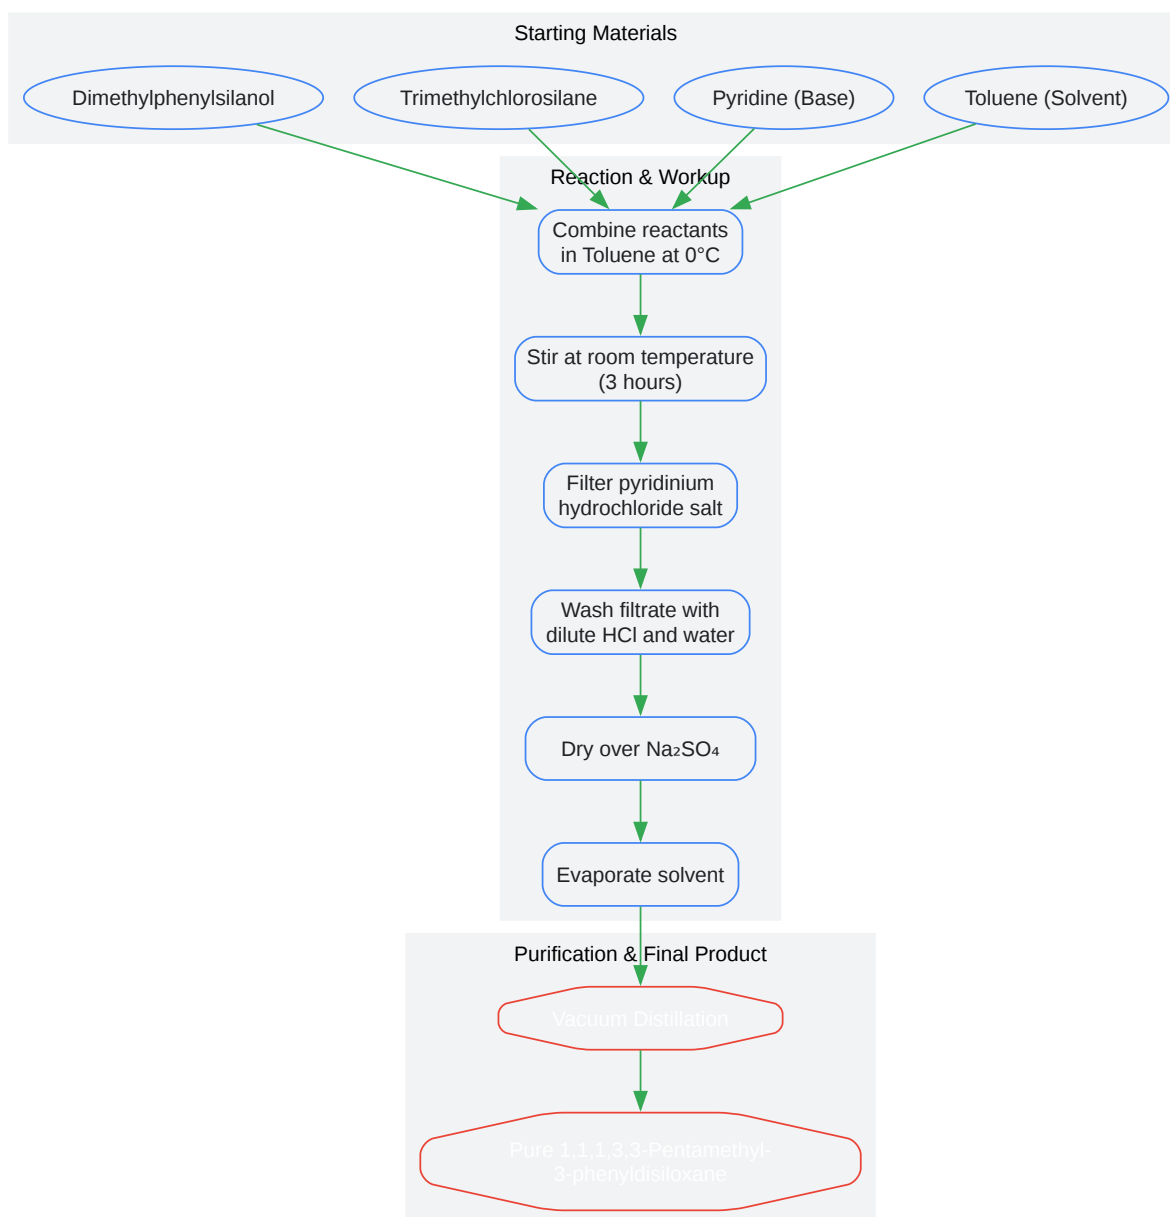 Starting Materials
Dimethylphenylsilanol
Trimethylchlorosilane
Pyridine (Base)
Toluene (Solvent)
Reaction & Workup
Combine reactants
in Toluene at 0°C
Stir at room temperature
(3 hours)
Filter pyridinium
hydrochloride salt
Wash filtrate with
dilute HCl and water
Dry over Na₂SO₄
Evaporate solvent
Purification & Final Product
Vacuum Distillation
Pure 1,1,1,3,3-Pentamethyl-
3-phenyldisiloxane